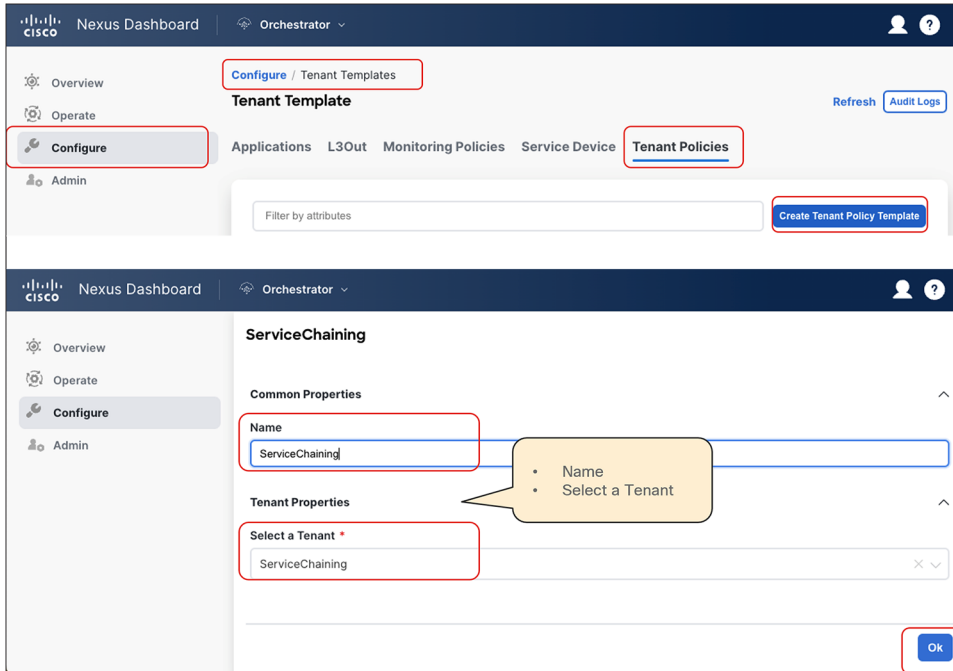 CISCO Nexus Dashboard Orchestrator ?
Overview
Operate
Configure
Admin
Configure / Tenant Templates
Tenant Template
Refresh Audit Logs
Applications L3Out Monitoring Policies Service Device Tenant Policies
Filter by attributes Create Tenant Policy Template
CISCO Nexus Dashboard Orchestrator ?
Overview
Operate
Configure
Admin
ServiceChaining
Common Properties
Name
ServiceChaining
• Name
• Select a Tenant
Tenant Properties
Select a Tenant *
ServiceChaining
Ok